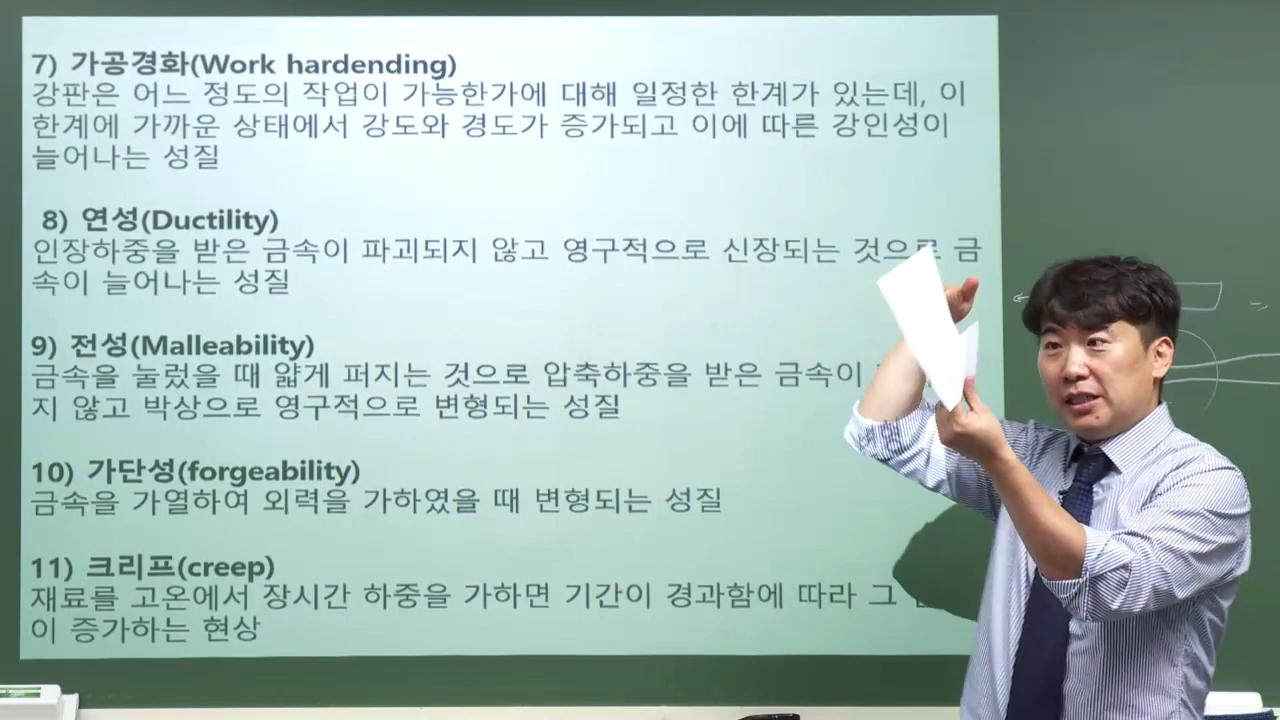 7) 가공경화(Work hardending)
강판은 어느 정도의 작업이 가능한가에 대해 일정한 한계가 있는데, 이
한계에 가까운 상태에서 강도와 경도가 증가되고 이에 따른 강인성이
늘어나는 성질
8) 연성(Ductility)
인장하중을 받은 금속이 파괴되지 않고 영구적으로 신장되는 것으로 금
속이 늘어나는 성질
9) 전성(Malleability)
금속을 눌렀을 때 얇게 퍼지는 것으로 압축하중을 받은 금속이
지 않고 박상으로 영구적으로 변형되는 성질
10) 가단성(forgeability)
금속을 가열하여 외력을 가하였을 때 변형되는 성질
11) 크리프(creep)
재료를 고온에서 장시간 하중을 가하면 기간이 경과함에 따라 그
이 증가하는 현상